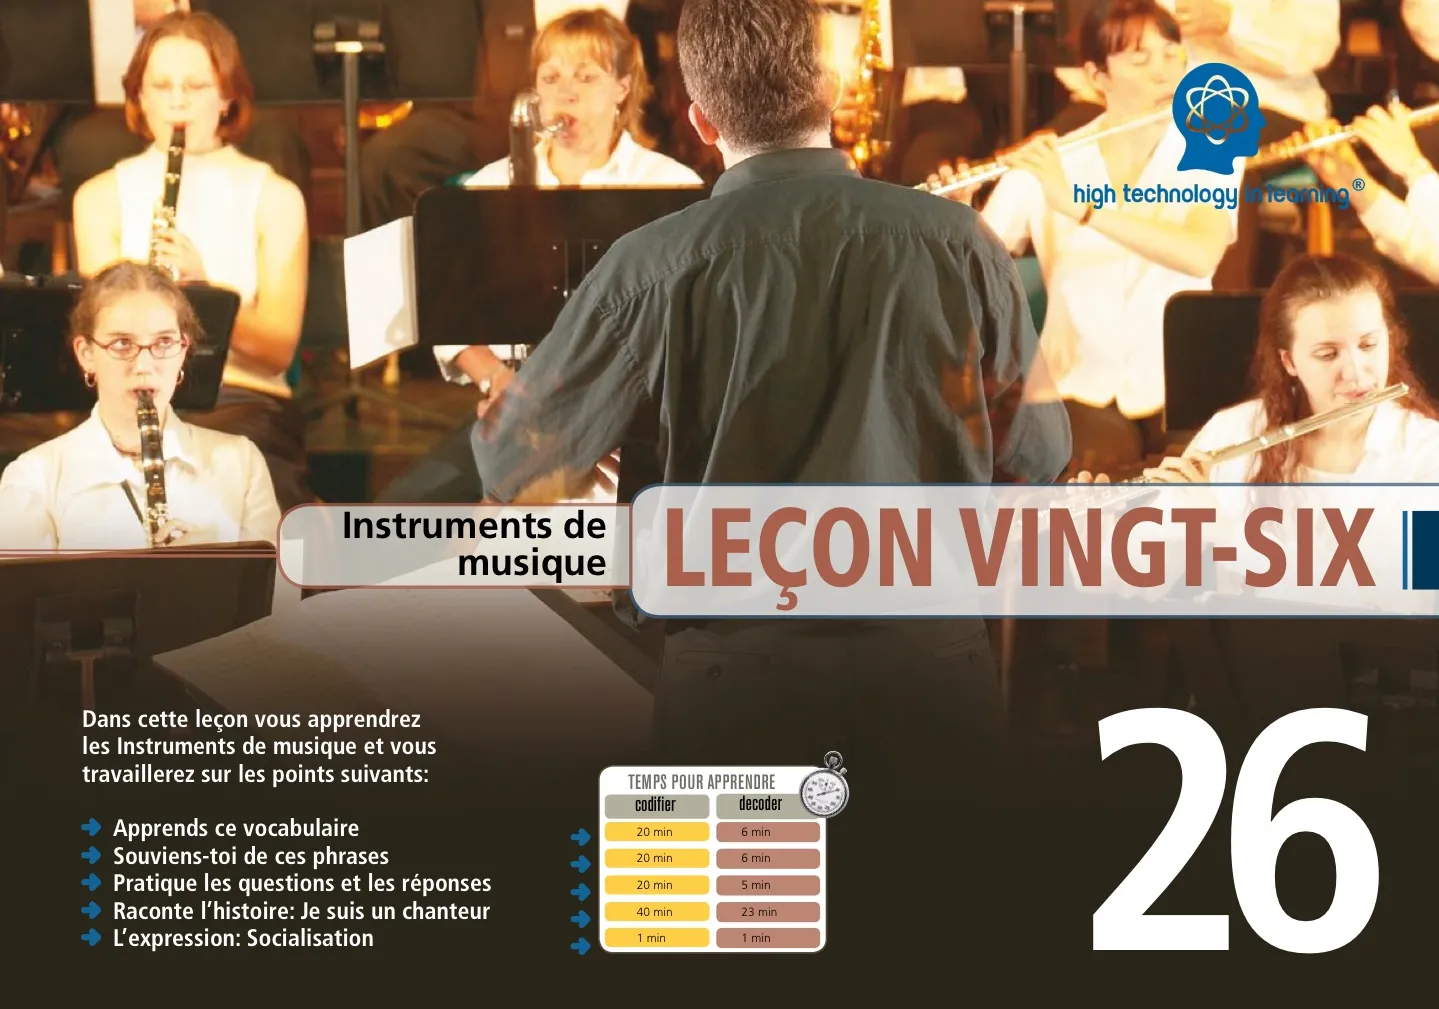 high technology in learning®
Instruments de
musique
LEÇON VINGT-SIX
Dans cette leçon vous apprendrez
les Instruments de musique et vous
travaillerez sur les points suivants:
Apprends ce vocabulaire
Souviens-toi de ces phrases
Pratique les questions et les réponses
Raconte l’histoire: Je suis un chanteur
L’expression: Socialisation
TEMPS POUR APPRENDRE
codifier decoder
20 min 6 min
20 min 6 min
20 min 5 min
40 min 23 min
1 min 1 min
26